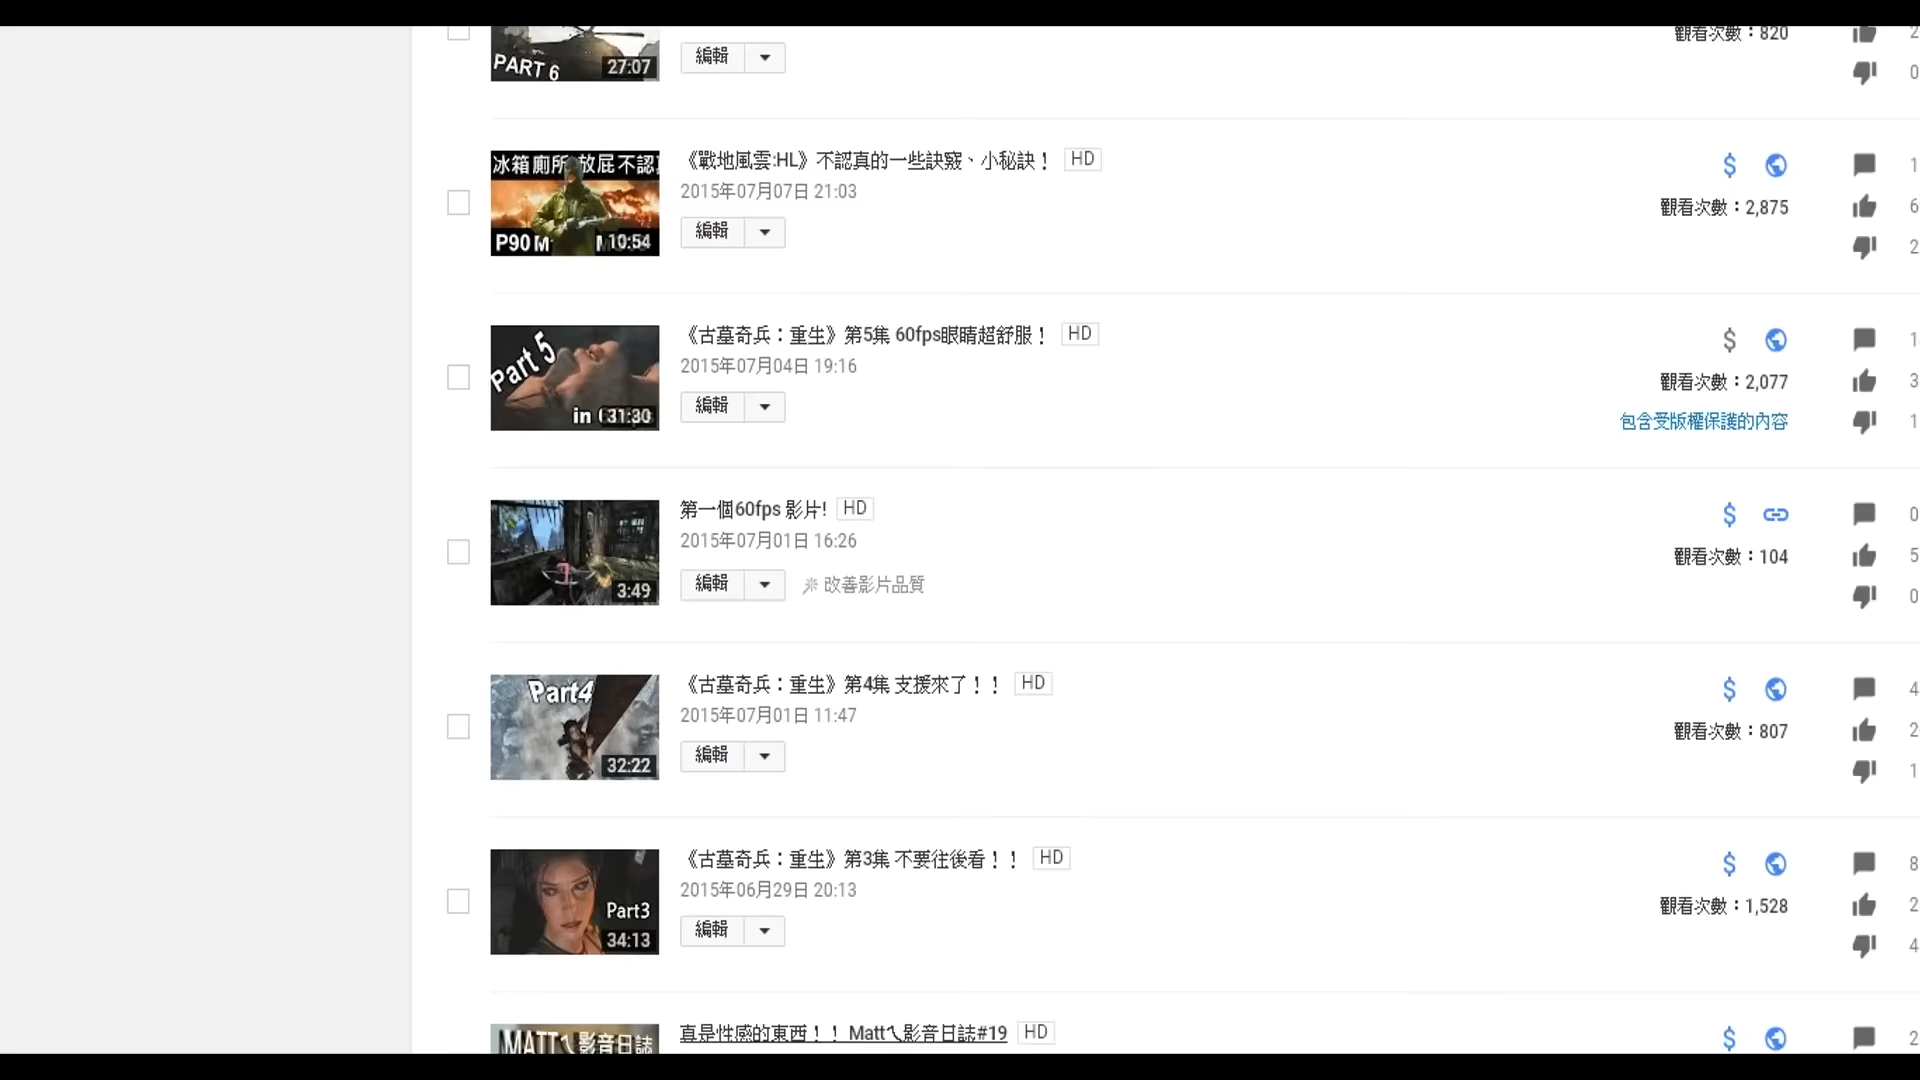 觀看次數：820
PART 6
27:07
編輯
0
冰箱廁所 放屁不認
P90 M
10:54
《戰地風雲:HL》不認真的一些訣竅、小秘訣！ HD
2015年07月07日 21:03
編輯
觀看次數：2,875
2
Part 5
in
31:30
《古墓奇兵：重生》第5集 60fps眼睛超舒服！ HD
2015年07月04日 19:16
編輯
觀看次數：2,077
包含受版權保護的內容
3:49
第一個60fps 影片! HD
2015年07月01日 16:26
編輯
改善影片品質
觀看次數：104
0
5
0
Part4
32:22
《古墓奇兵：重生》第4集 支援來了！！ HD
2015年07月01日 11:47
編輯
觀看次數：807
4
2
1
Part3
34:13
《古墓奇兵：重生》第3集 不要往後看！！ HD
2015年06月29日 20:13
編輯
觀看次數：1,528
8
2
4
MATTㄟ影音日誌
真是性感的東西！！ Mattㄟ影音日誌#19 HD
2